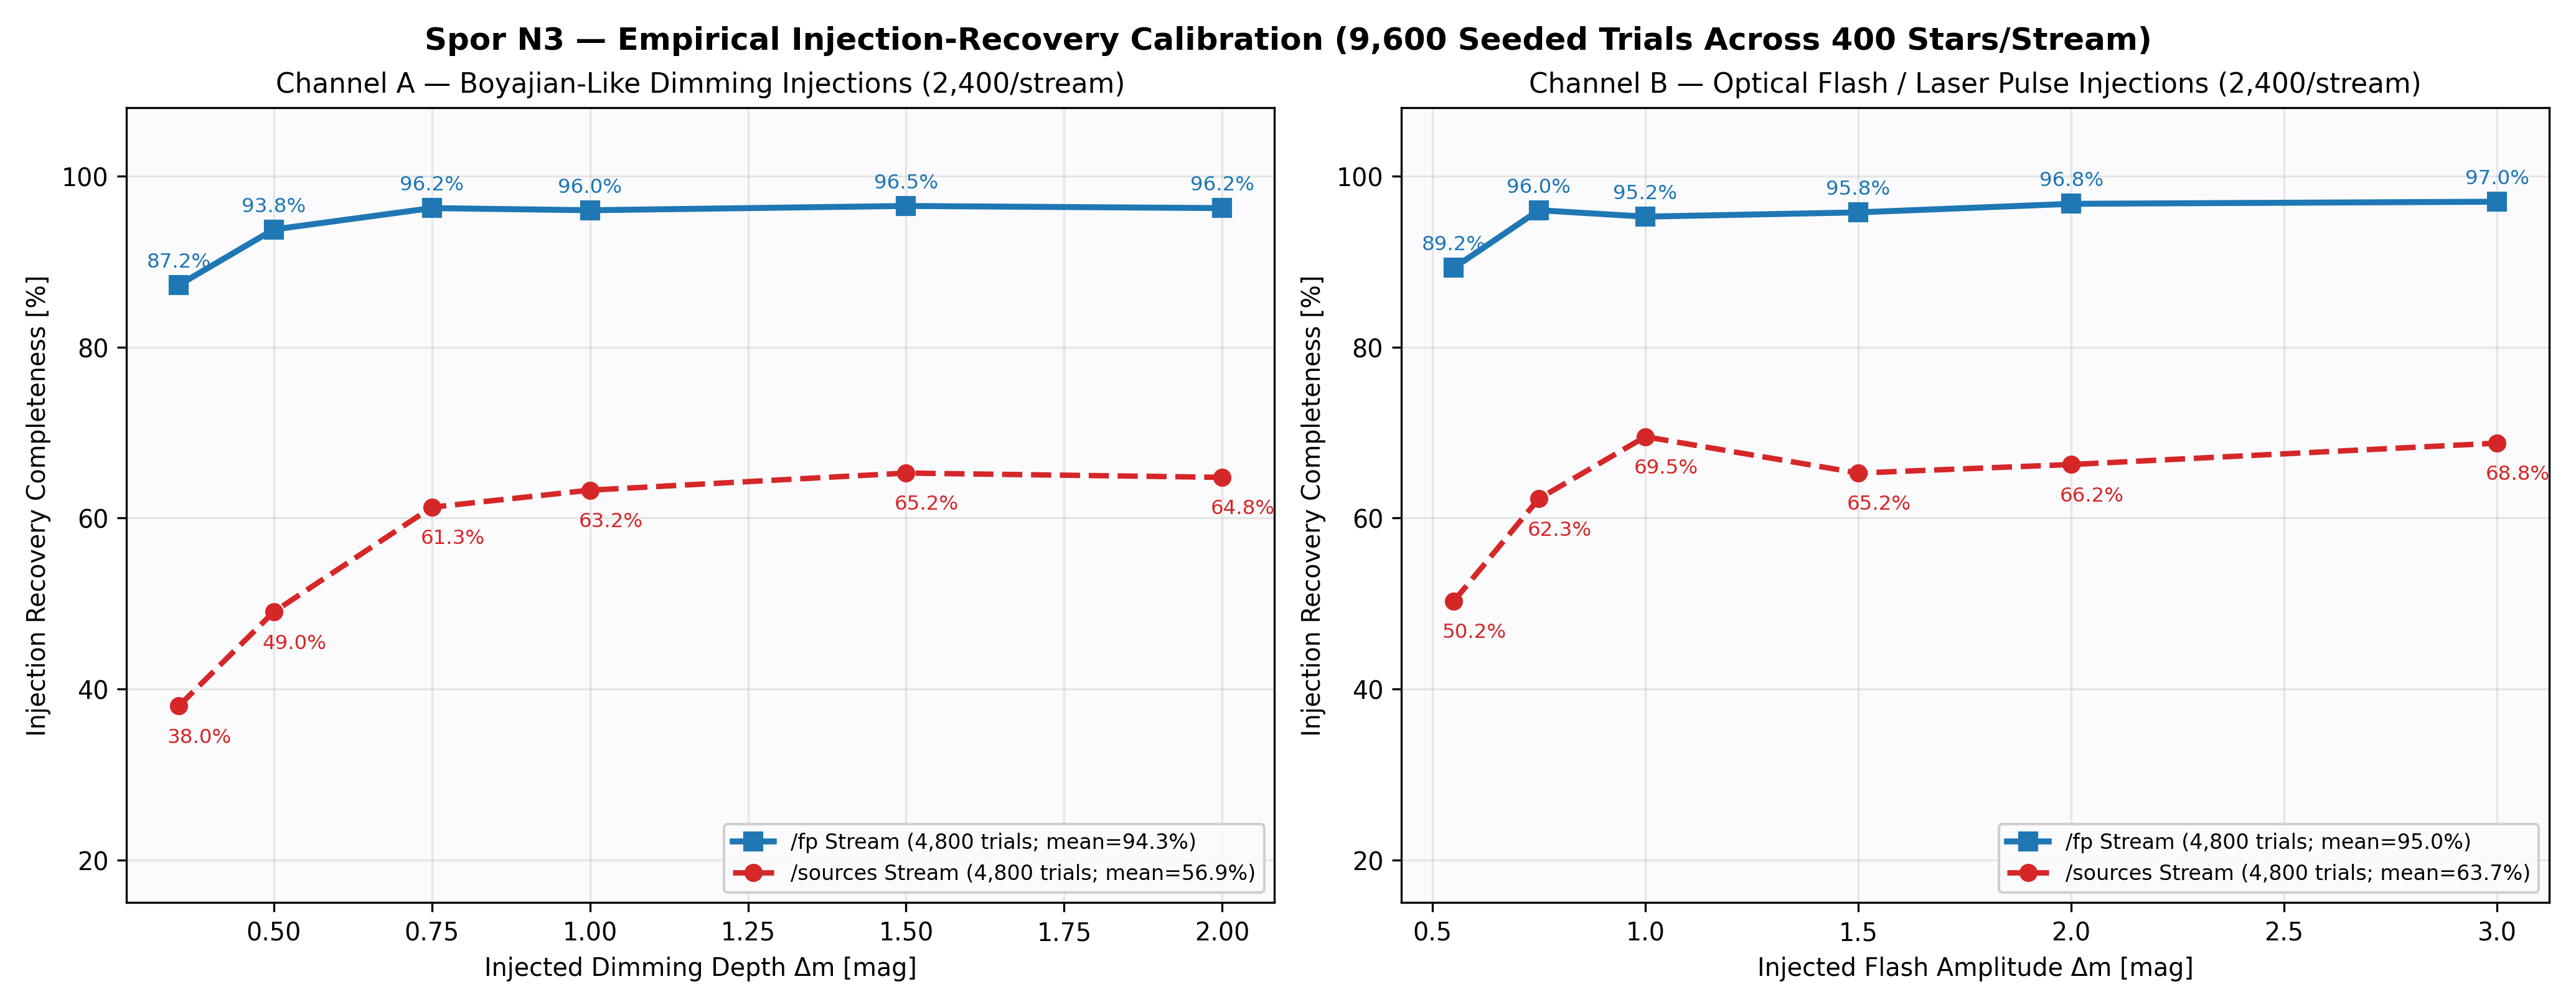 Spor N3 — Empirical Injection-Recovery Calibration (9,600 Seeded Trials Across 400 Stars/Stream)
Channel A — Boyajian-Like Dimming Injections (2,400/stream)
Injection Recovery Completeness [%]
100
80
60
40
20
87.2%
93.8%
96.2%
96.0%
96.5%
96.2%
38.0%
49.0%
61.3%
63.2%
65.2%
64.8%
/fp Stream (4,800 trials; mean=94.3%)
/sources Stream (4,800 trials; mean=56.9%)
0.50 0.75 1.00 1.25 1.50 1.75 2.00
Injected Dimming Depth Δm [mag]
Channel B — Optical Flash / Laser Pulse Injections (2,400/stream)
Injection Recovery Completeness [%]
100
80
60
40
20
89.2%
96.0%
95.2%
95.8%
96.8%
97.0%
50.2%
62.3%
69.5%
65.2%
66.2%
68.8%
/fp Stream (4,800 trials; mean=95.0%)
/sources Stream (4,800 trials; mean=63.7%)
0.5 1.0 1.5 2.0 2.5 3.0
Injected Flash Amplitude Δm [mag]